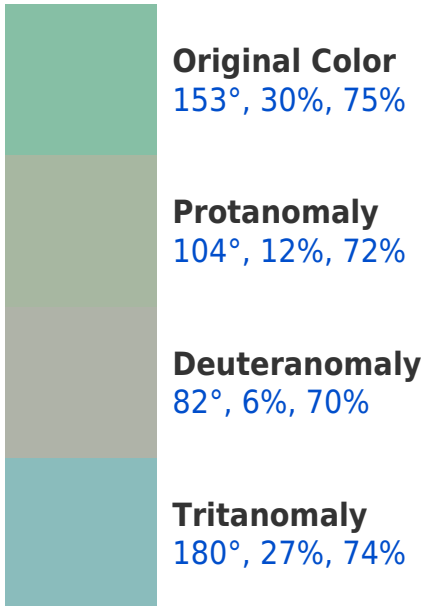 Original Color
153°, 30%, 75%
Protanomaly
104°, 12%, 72%
Deuteranomaly
82°, 6%, 70%
Tritanomaly
180°, 27%, 74%